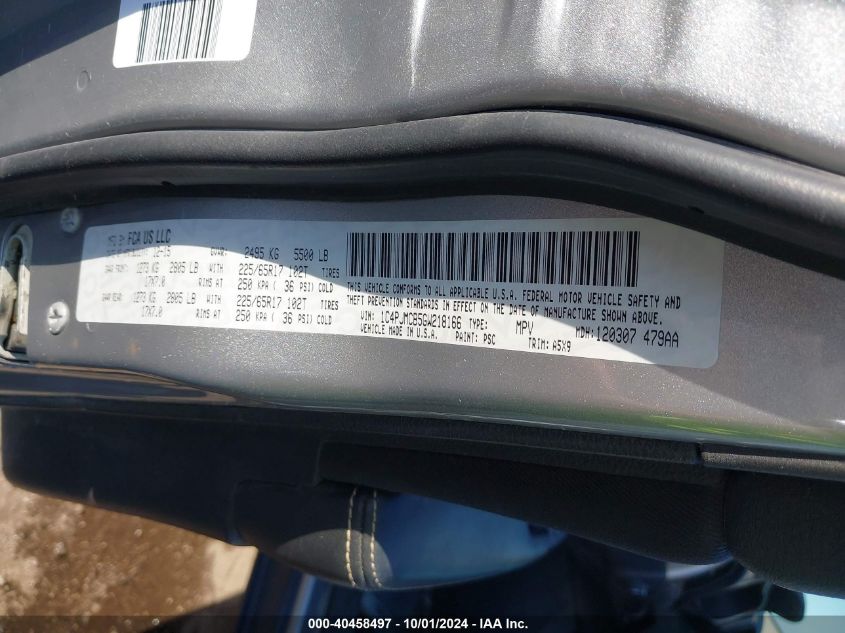 MFD BY: FCA US LLC
DATE OF MANUFACTURE 12-15 GVWR: 2495 KG 5500 LB
GAWR FRONT: 1273 KG 2805 LB WITH 225/65R17 102T TIRES
17X7.0 RIMS AT 250 KPA ( 36 PSI) COLD
GAWR REAR: 1273 KG 2805 LB WITH 225/65R17 102T TIRES
17X7.0 RIMS AT 250 KPA ( 36 PSI) COLD
THIS VEHICLE CONFORMS TO ALL APPLICABLE U.S.A. FEDERAL MOTOR VEHICLE SAFETY AND
THEFT PREVENTION STANDARDS IN EFFECT ON THE DATE OF MANUFACTURE SHOWN ABOVE.
VIN: 1C4PJMCB5GW218166 TYPE: MPV MDH: 120307 479AA
MADE IN U.S.A. PAINT: PSC TRIM: A5X9
000-40458497 - 10/01/2024 - IAA Inc.